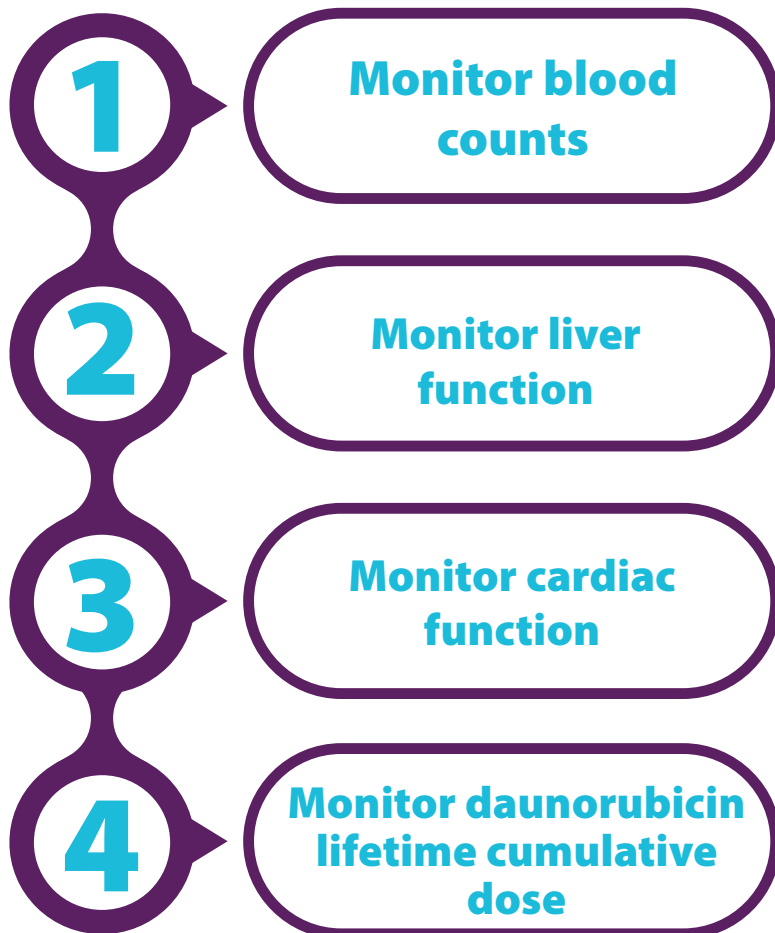 1
Monitor blood
counts
2
Monitor liver
function
3
Monitor cardiac
function
4
Monitor daunorubicin
lifetime cumulative
dose